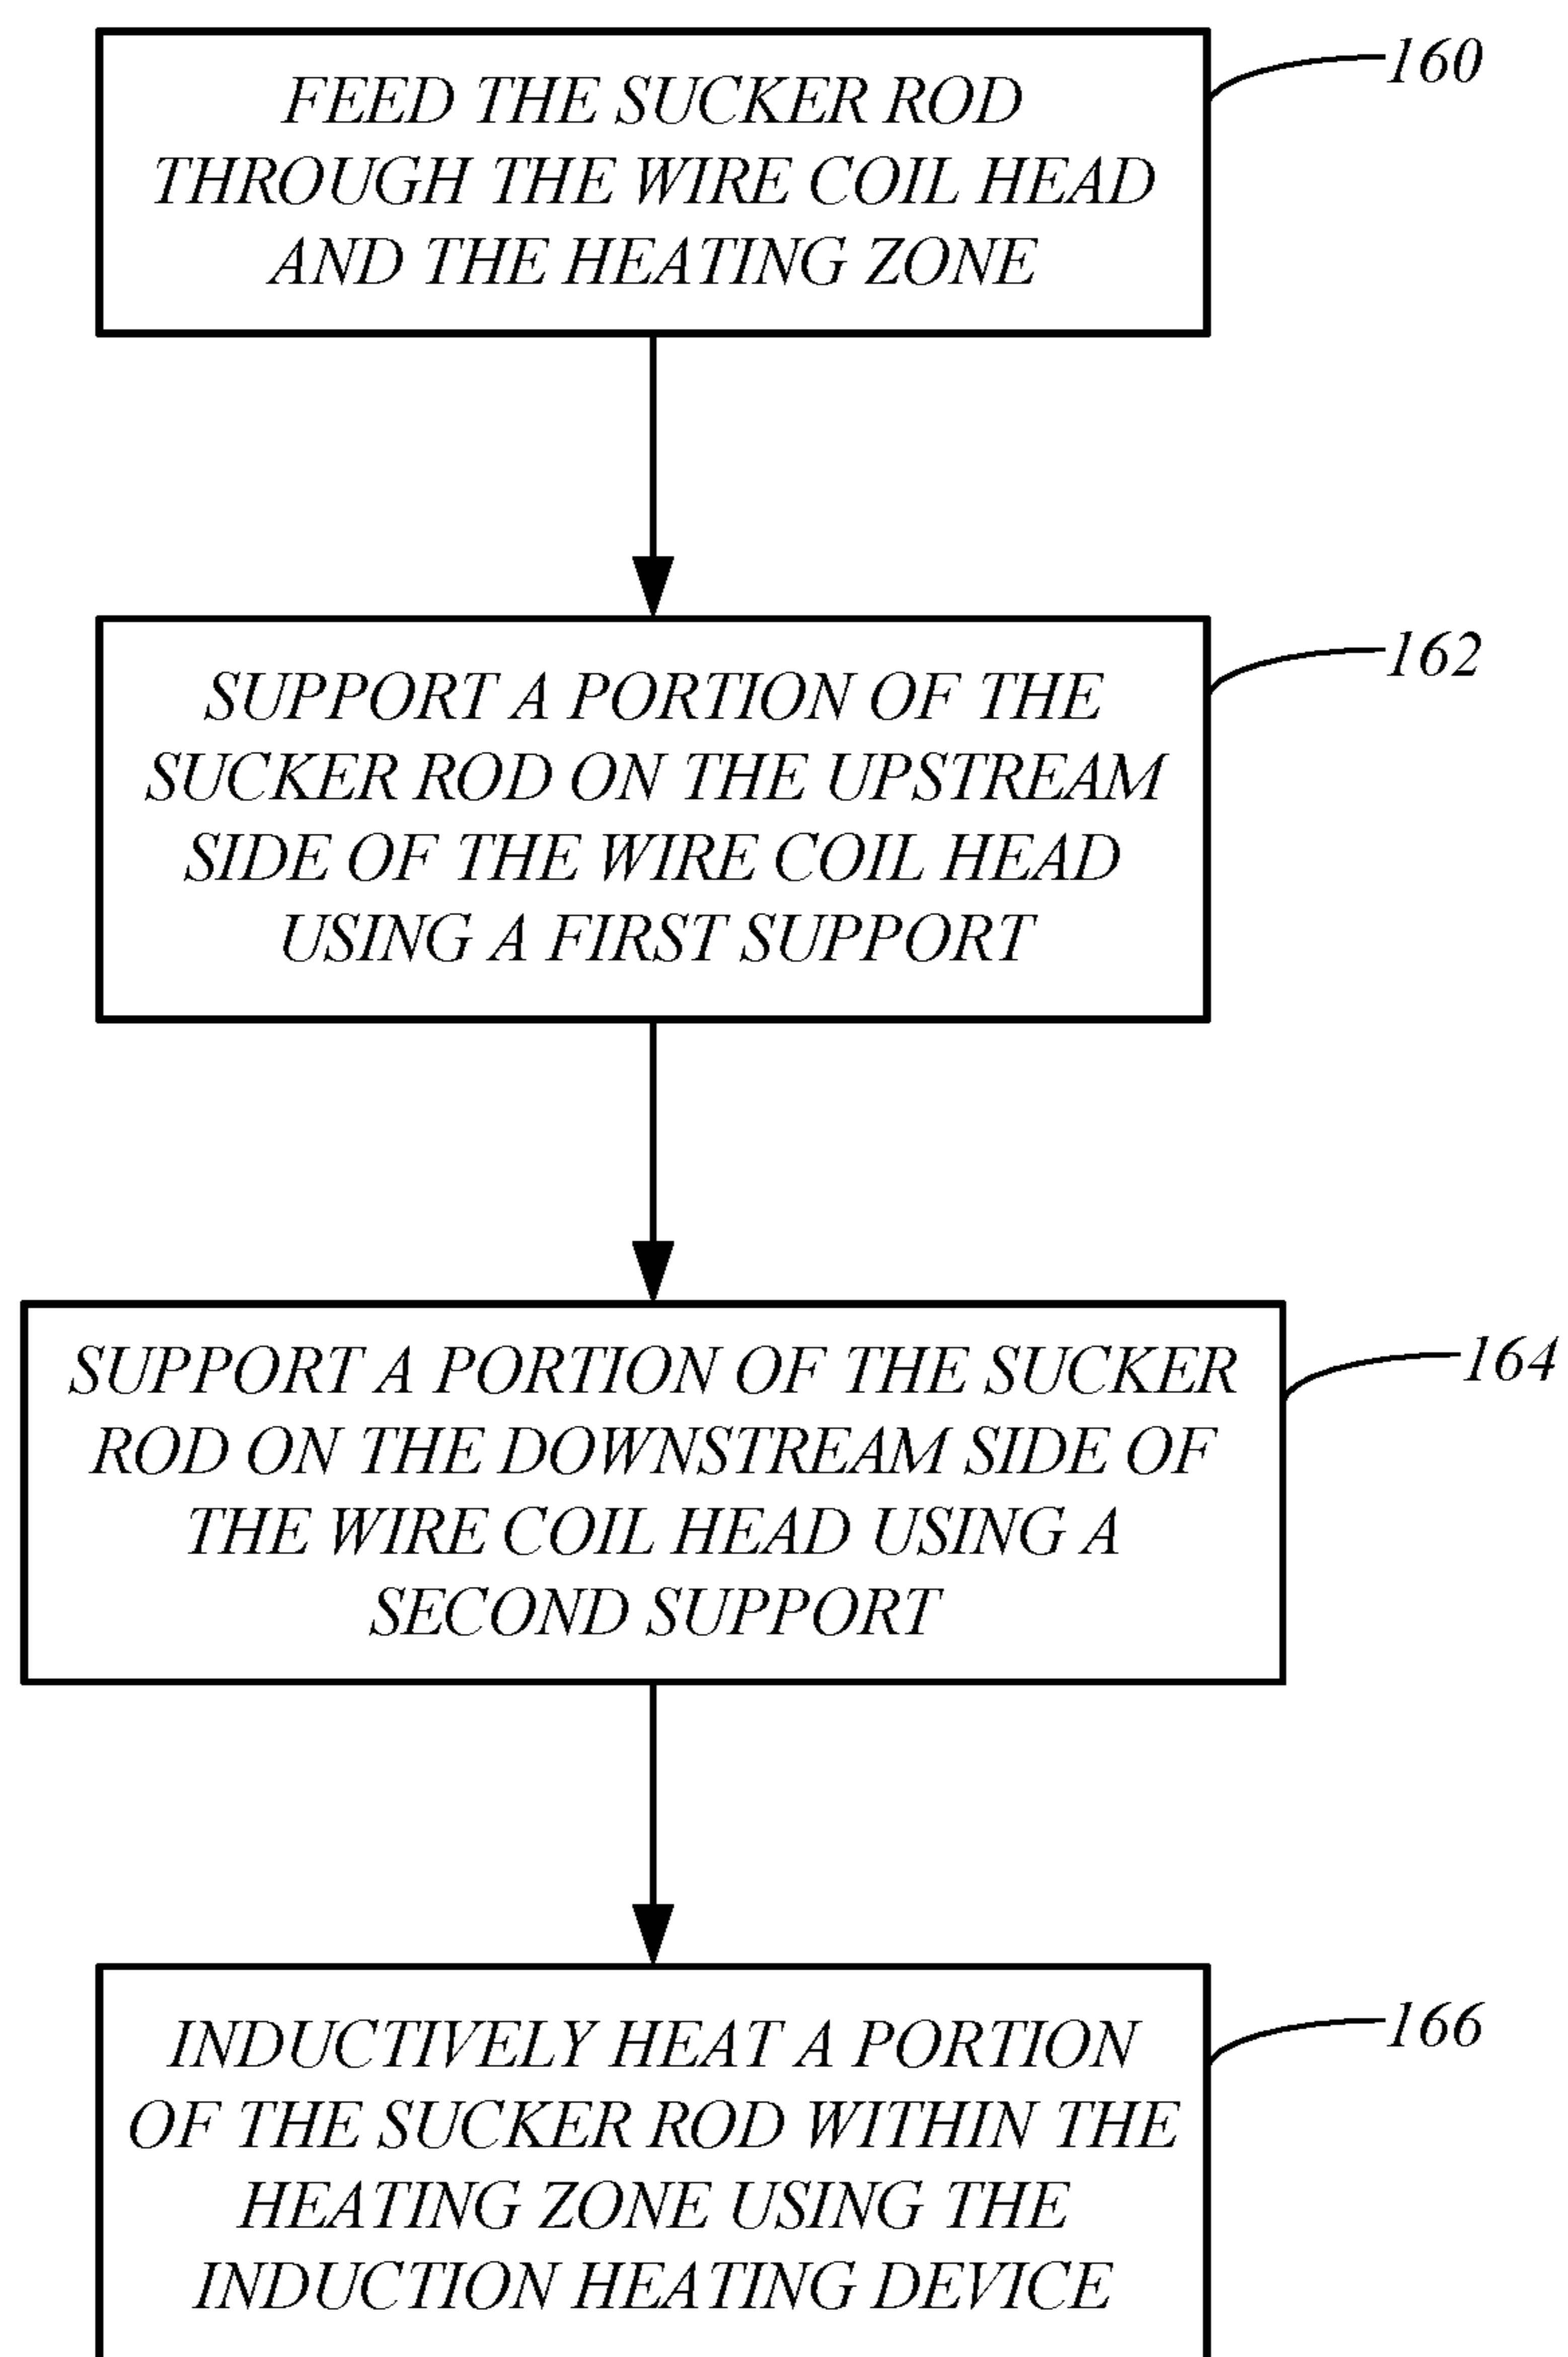 FEED THE SUCKER ROD
THROUGH THE WIRE COIL HEAD
AND THE HEATING ZONE
160
SUPPORT A PORTION OF THE
SUCKER ROD ON THE UPSTREAM
SIDE OF THE WIRE COIL HEAD
USING A FIRST SUPPORT
162
SUPPORT A PORTION OF THE SUCKER
ROD ON THE DOWNSTREAM SIDE OF
THE WIRE COIL HEAD USING A
SECOND SUPPORT
164
INDUCTIVELY HEAT A PORTION
OF THE SUCKER ROD WITHIN THE
HEATING ZONE USING THE
INDUCTION HEATING DEVICE
166